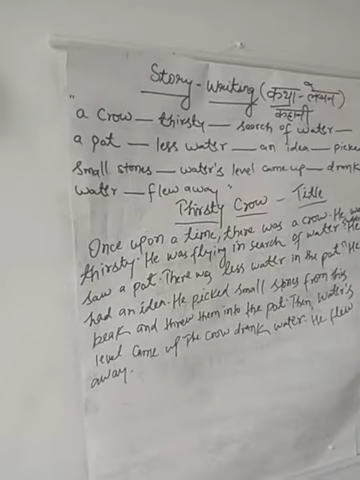 Story-Writing (कथा-लेखन)
कहानी
"a crow — thirsty — search of water —
a pot — less water — an idea — picked
small stones — water's level came up — drank
water — flew away"
Thirsty Crow - Title
Once upon a time, there was a crow. He was
thirsty. He was flying in search of water. He
saw a pot. There was less water in the pot. He
had an idea. He picked small stones from his
beak and threw them into the pot. Then, water's
level came up. The crow drank water. He flew
away.